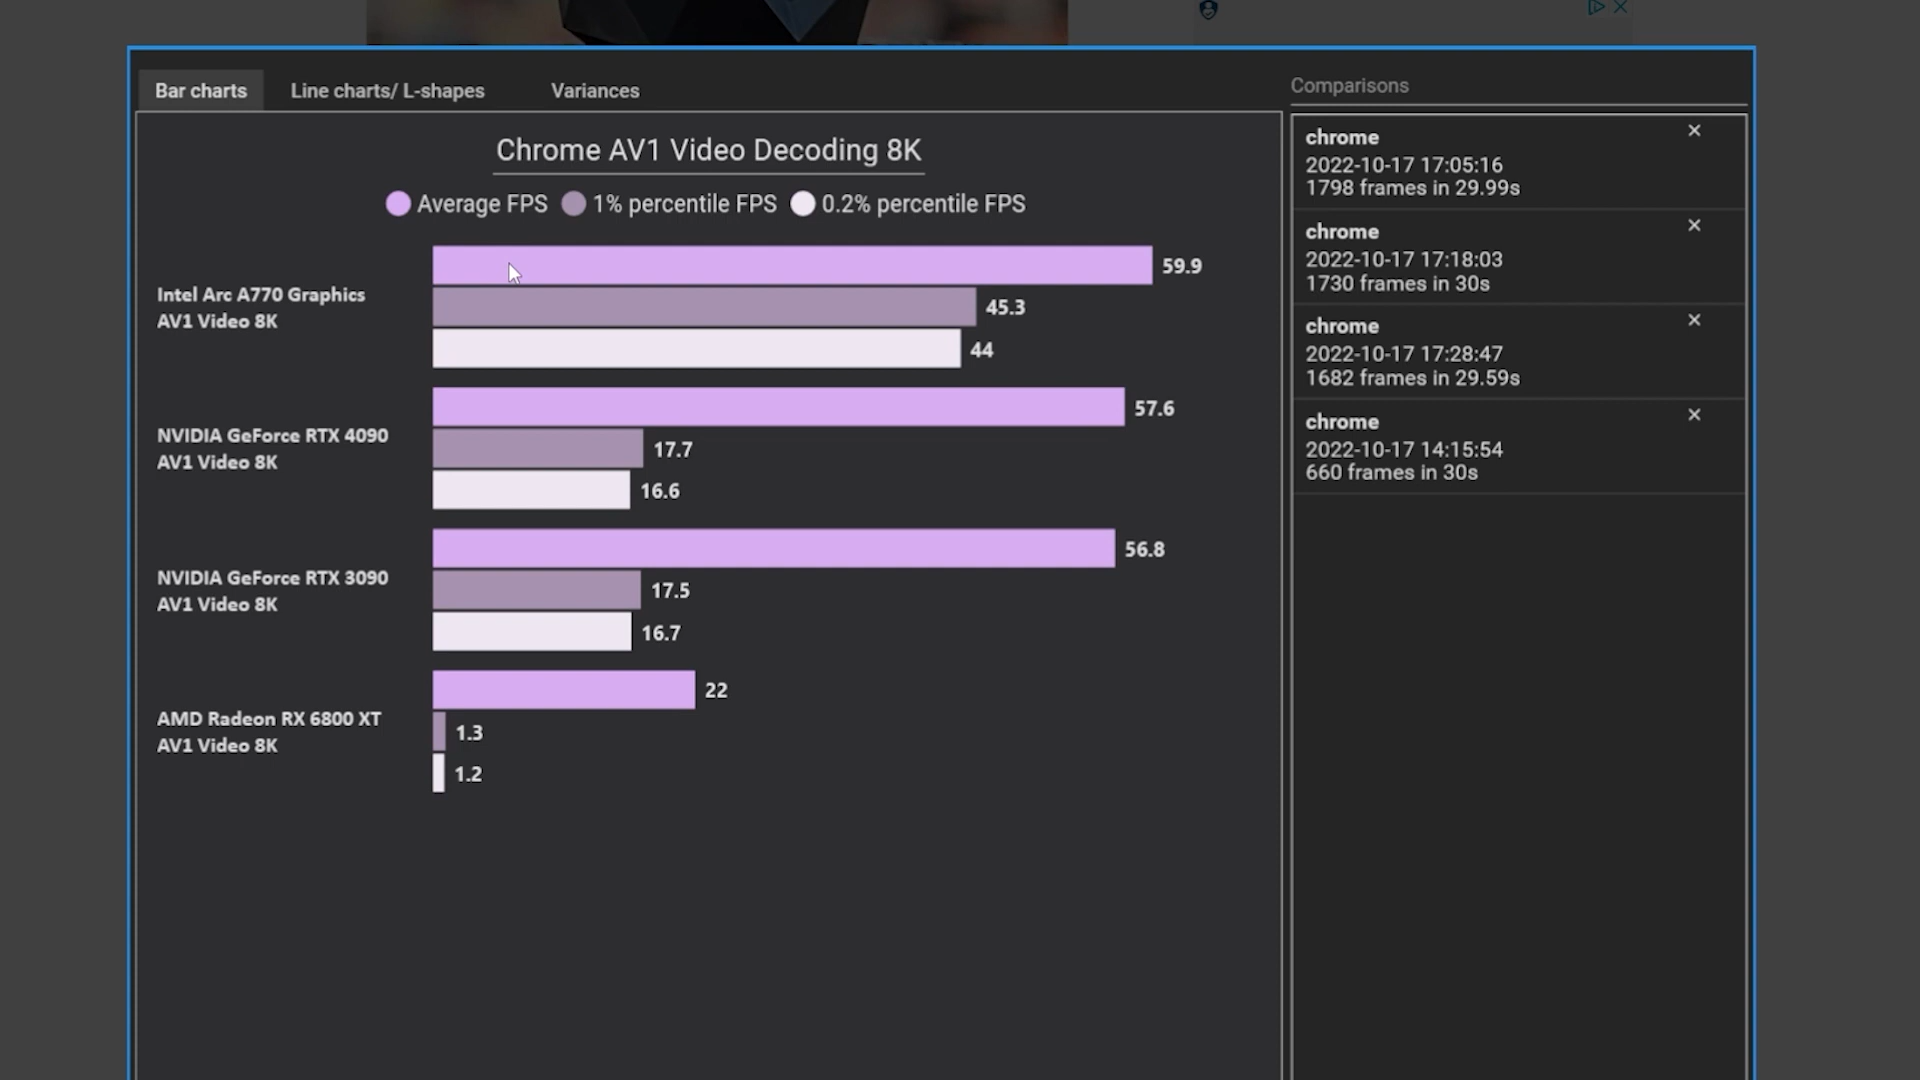 Bar charts
Line charts/ L-shapes
Variances
Comparisons
Chrome AV1 Video Decoding 8K
Average FPS
1% percentile FPS
0.2% percentile FPS
Intel Arc A770 Graphics
AV1 Video 8K
59.9
45.3
44
NVIDIA GeForce RTX 4090
AV1 Video 8K
57.6
17.7
16.6
NVIDIA GeForce RTX 3090
AV1 Video 8K
56.8
17.5
16.7
AMD Radeon RX 6800 XT
AV1 Video 8K
22
1.3
1.2
chrome
2022-10-17 17:05:16
1798 frames in 29.99s
chrome
2022-10-17 17:18:03
1730 frames in 30s
chrome
2022-10-17 17:28:47
1682 frames in 29.59s
chrome
2022-10-17 14:15:54
660 frames in 30s